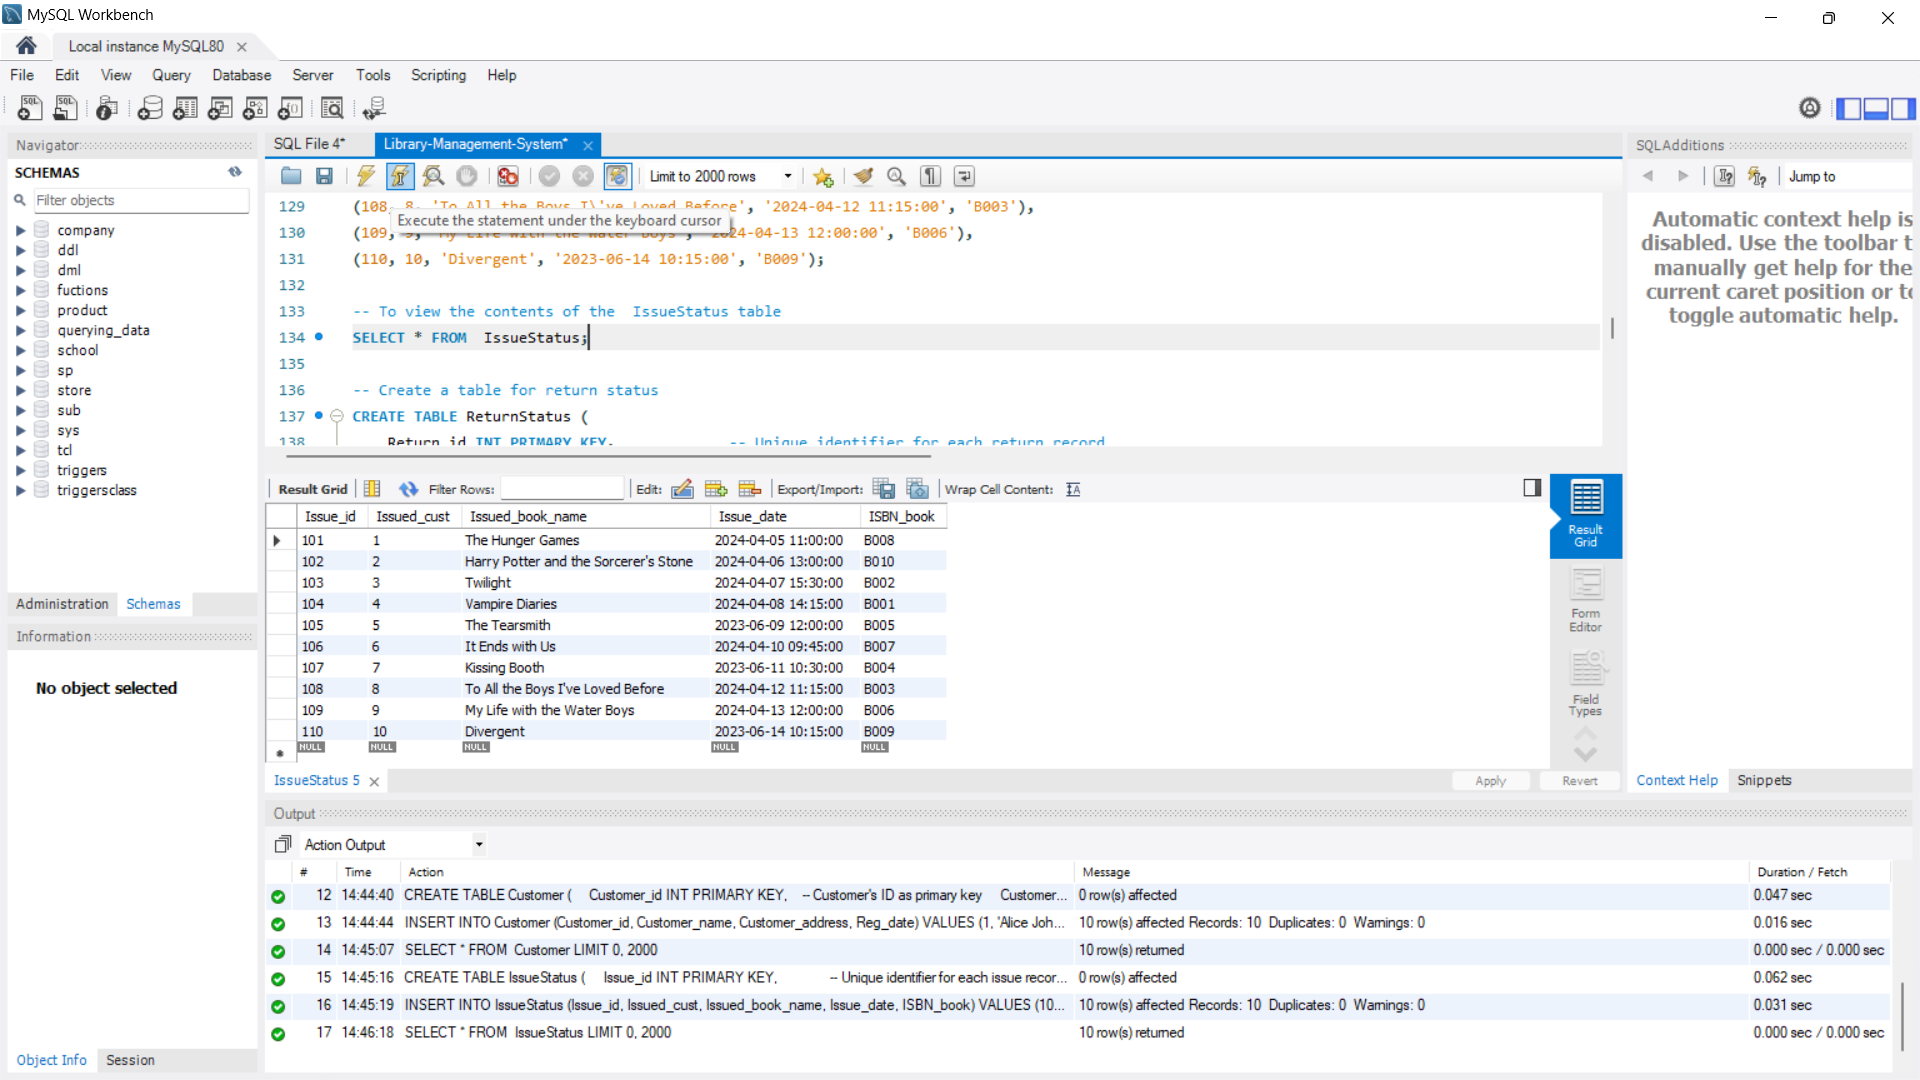 MySQL Workbench
Local instance MySQL80
File Edit View Query Database Server Tools Scripting Help
Navigator
SCHEMAS
Filter objects
company
ddl
dml
fuctions
product
querying_data
school
sp
store
sub
sys
tcl
triggers
triggersclass
Administration Schemas
Information
No object selected
Object Info Session
SQL File 4* Library-Management-System*
Limit to 2000 rows
129 (108, 8, 'To All the Boys I\'ve Loved Before', '2024-04-12 11:15:00', 'B003'),
Execute the statement under the keyboard cursor
130 (109, 9, 'My Life with the Water Boys', '2024-04-13 12:00:00', 'B006'),
131 (110, 10, 'Divergent', '2023-06-14 10:15:00', 'B009');
132
133 -- To view the contents of the IssueStatus table
134 SELECT * FROM IssueStatus;
135
136 -- Create a table for return status
137 CREATE TABLE ReturnStatus (
138 Return_id INT PRIMARY KEY, -- Unique identifier for each return record
Result Grid Filter Rows: Edit: Export/Import: Wrap Cell Content:
Issue_id Issued_cust Issued_book_name Issue_date ISBN_book
101 1 The Hunger Games 2024-04-05 11:00:00 B008
102 2 Harry Potter and the Sorcerer's Stone 2024-04-06 13:00:00 B010
103 3 Twilight 2024-04-07 15:30:00 B002
104 4 Vampire Diaries 2024-04-08 14:15:00 B001
105 5 The Tearsmith 2023-06-09 12:00:00 B005
106 6 It Ends with Us 2024-04-10 09:45:00 B007
107 7 Kissing Booth 2023-06-11 10:30:00 B004
108 8 To All the Boys I've Loved Before 2024-04-12 11:15:00 B003
109 9 My Life with the Water Boys 2024-04-13 12:00:00 B006
110 10 Divergent 2023-06-14 10:15:00 B009
NULL NULL NULL NULL NULL
Result Grid
Form Editor
Field Types
IssueStatus 5
Apply Revert
SQLAdditions
Jump to
Automatic context help is
disabled. Use the toolbar t
manually get help for the
current caret position or to
toggle automatic help.
Context Help Snippets
Output
Action Output
# Time Action Message Duration / Fetch
12 14:44:40 CREATE TABLE Customer ( Customer_id INT PRIMARY KEY, -- Customer's ID as primary key Customer... 0 row(s) affected 0.047 sec
13 14:44:44 INSERT INTO Customer (Customer_id, Customer_name, Customer_address, Reg_date) VALUES (1, 'Alice Joh... 10 row(s) affected Records: 10 Duplicates: 0 Warnings: 0 0.016 sec
14 14:45:07 SELECT * FROM Customer LIMIT 0, 2000 10 row(s) returned 0.000 sec / 0.000 sec
15 14:45:16 CREATE TABLE IssueStatus ( Issue_id INT PRIMARY KEY, -- Unique identifier for each issue recor... 0 row(s) affected 0.062 sec
16 14:45:19 INSERT INTO IssueStatus (Issue_id, Issued_cust, Issued_book_name, Issue_date, ISBN_book) VALUES (10... 10 row(s) affected Records: 10 Duplicates: 0 Warnings: 0 0.031 sec
17 14:46:18 SELECT * FROM IssueStatus LIMIT 0, 2000 10 row(s) returned 0.000 sec / 0.000 sec